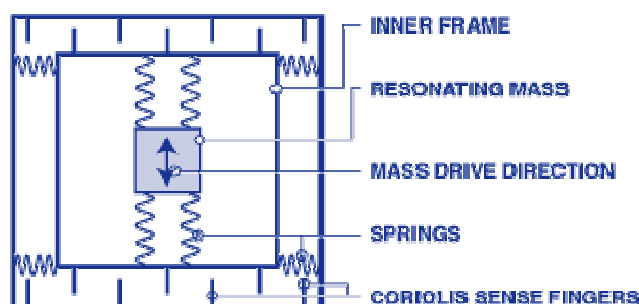 INNER FRAME
RESONATING MASS
MASS DRIVE DIRECTION
SPRINGS
CORIOLIS SENSE FINGERS